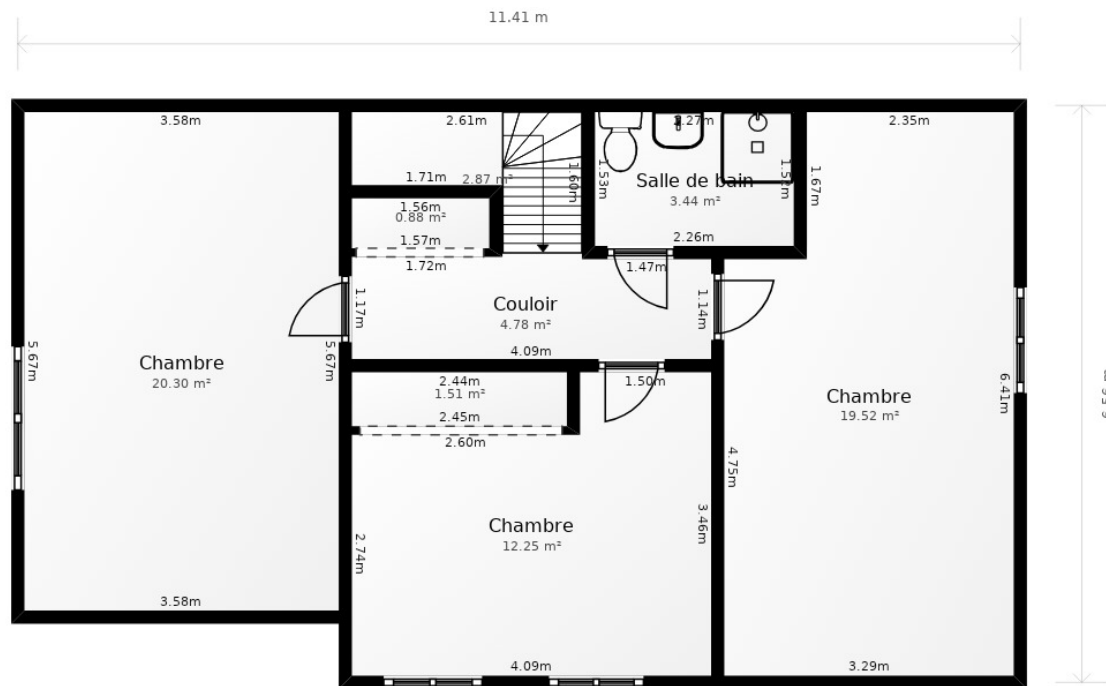 11.41 m
3.58m
2.61m
2.27m
2.35m
1.71m
2.87 m²
1.60m
1.53m
Salle de bain
3.44 m²
1.67m
1.56m
0.88 m²
1.57m
1.72m
2.26m
1.47m
1.17m
Couloir
4.78 m²
1.14m
4.09m
5.67m
5.67m
Chambre
20.30 m²
2.44m
1.51 m²
2.45m
2.60m
1.50m
Chambre
19.52 m²
6.41m
4.75m
Chambre
12.25 m²
2.74m
3.46m
3.58m
4.09m
3.29m